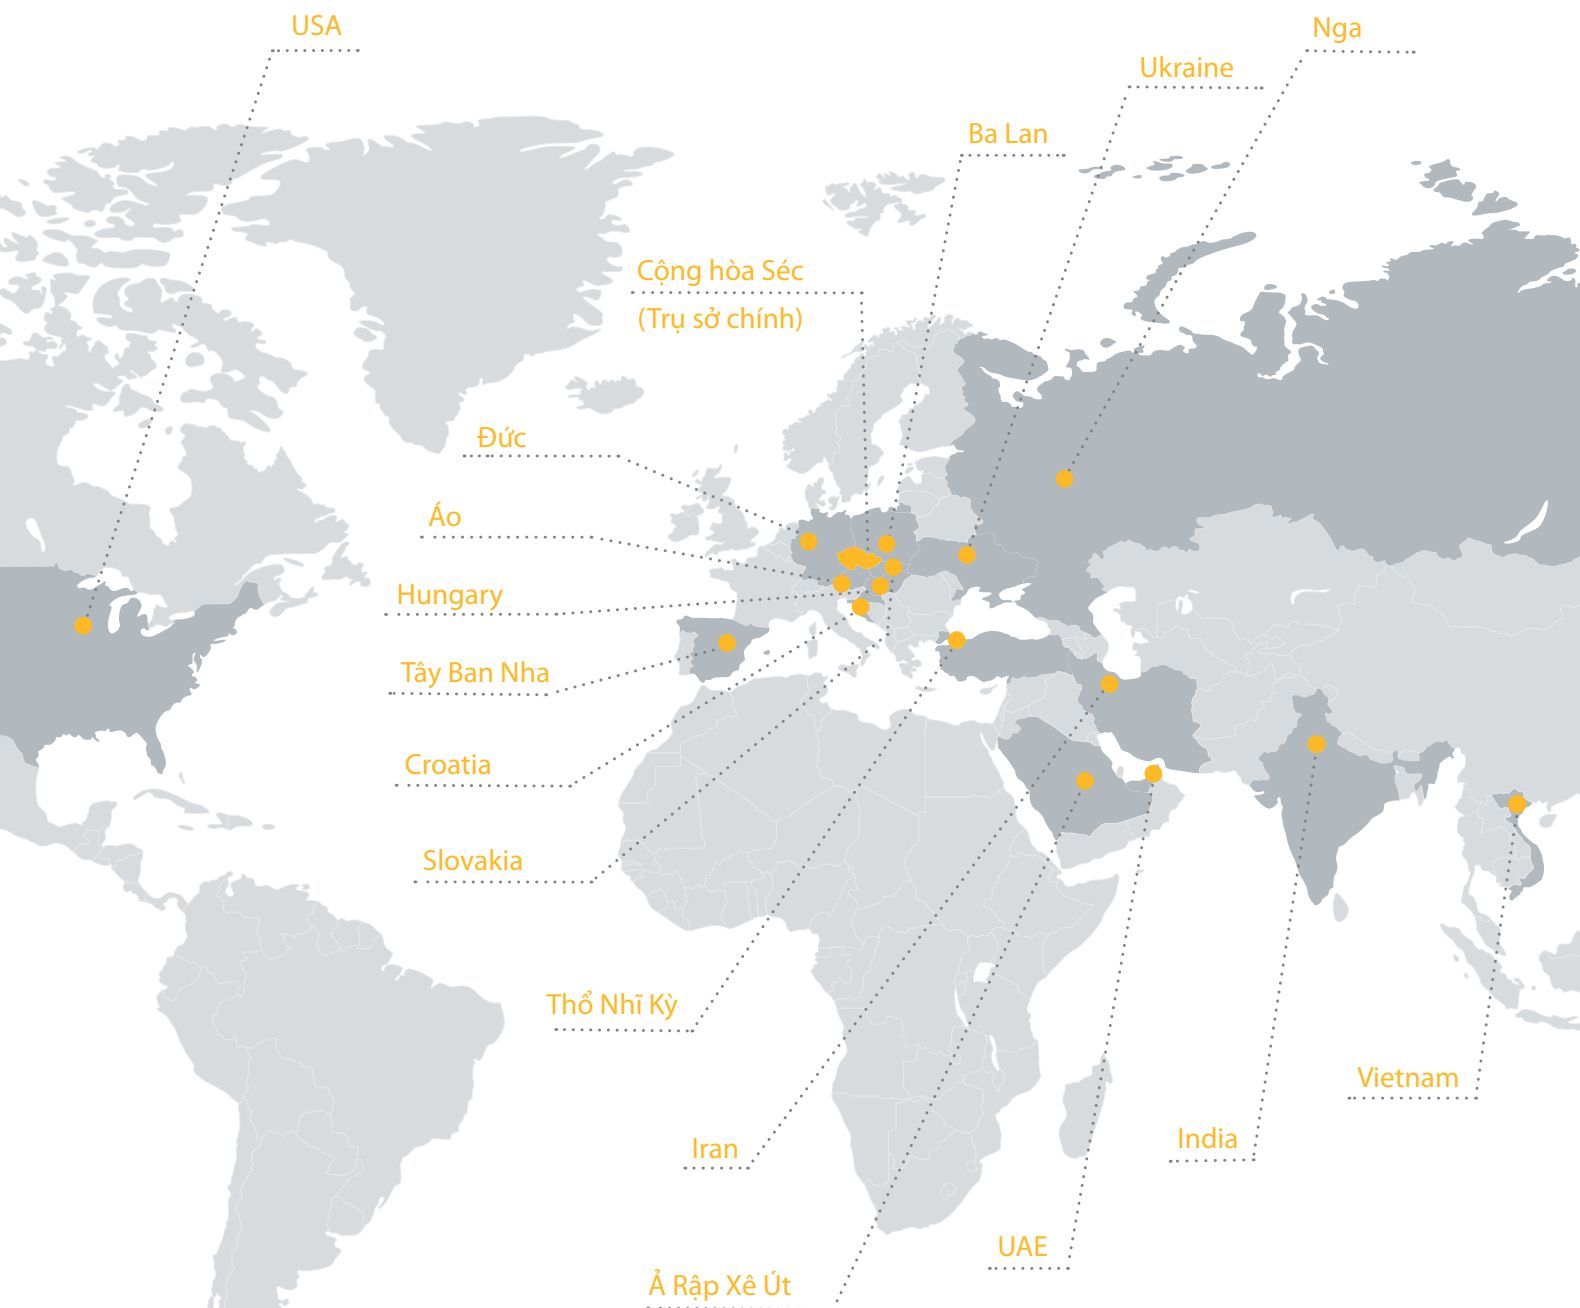 USA
Nga
Ukraine
Ba Lan
Cộng hòa Séc
(Trụ sở chính)
Đức
Áo
Hungary
Tây Ban Nha
Croatia
Slovakia
Thổ Nhĩ Kỳ
Iran
Ả Rập Xê Út
UAE
India
Vietnam